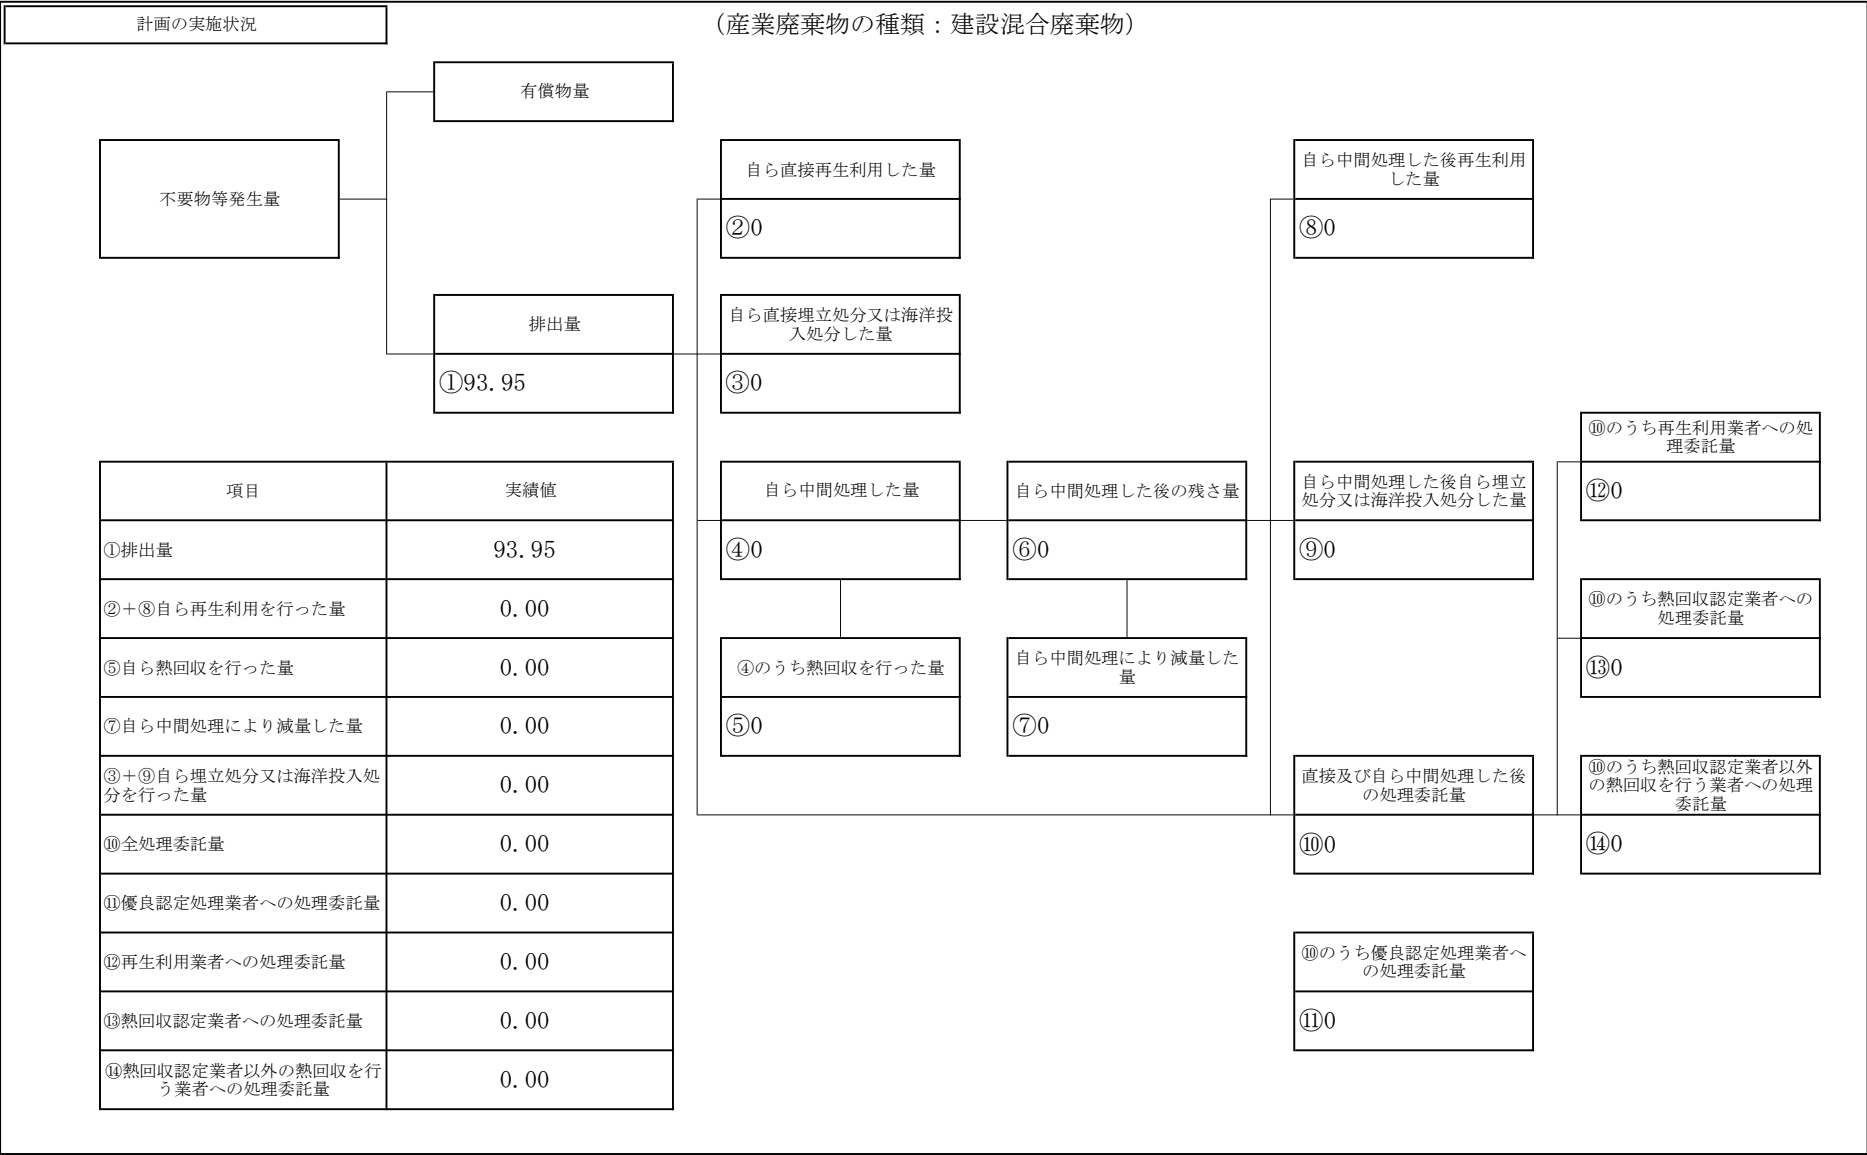 計画の実施状況
（産業廃棄物の種類：建設混合廃棄物）
有償物量
不要物等発生量
排出量
①93.95
自ら直接再生利用した量
②0
自ら直接埋立処分又は海洋投
入処分した量
③0
自ら中間処理した量
④0
④のうち熱回収を行った量
⑤0
自ら中間処理した後の残さ量
⑥0
自ら中間処理により減量した
量
⑦0
自ら中間処理した後再生利用
した量
⑧0
自ら中間処理した後自ら埋立
処分又は海洋投入処分した量
⑨0
直接及び自ら中間処理した後
の処理委託量
⑩0
⑩のうち優良認定処理業者へ
の処理委託量
⑪0
⑩のうち再生利用業者への処
理委託量
⑫0
⑩のうち熱回収認定業者への
処理委託量
⑬0
⑩のうち熱回収認定業者以外
の熱回収を行う業者への処理
委託量
⑭0
項目 実績値
①排出量 93.95
②＋⑧自ら再生利用を行った量 0.00
⑤自ら熱回収を行った量 0.00
⑦自ら中間処理により減量した量 0.00
③＋⑨自ら埋立処分又は海洋投入処
分を行った量 0.00
⑩全処理委託量 0.00
⑪優良認定処理業者への処理委託量 0.00
⑫再生利用業者への処理委託量 0.00
⑬熱回収認定業者への処理委託量 0.00
⑭熱回収認定業者以外の熱回収を行
う業者への処理委託量 0.00